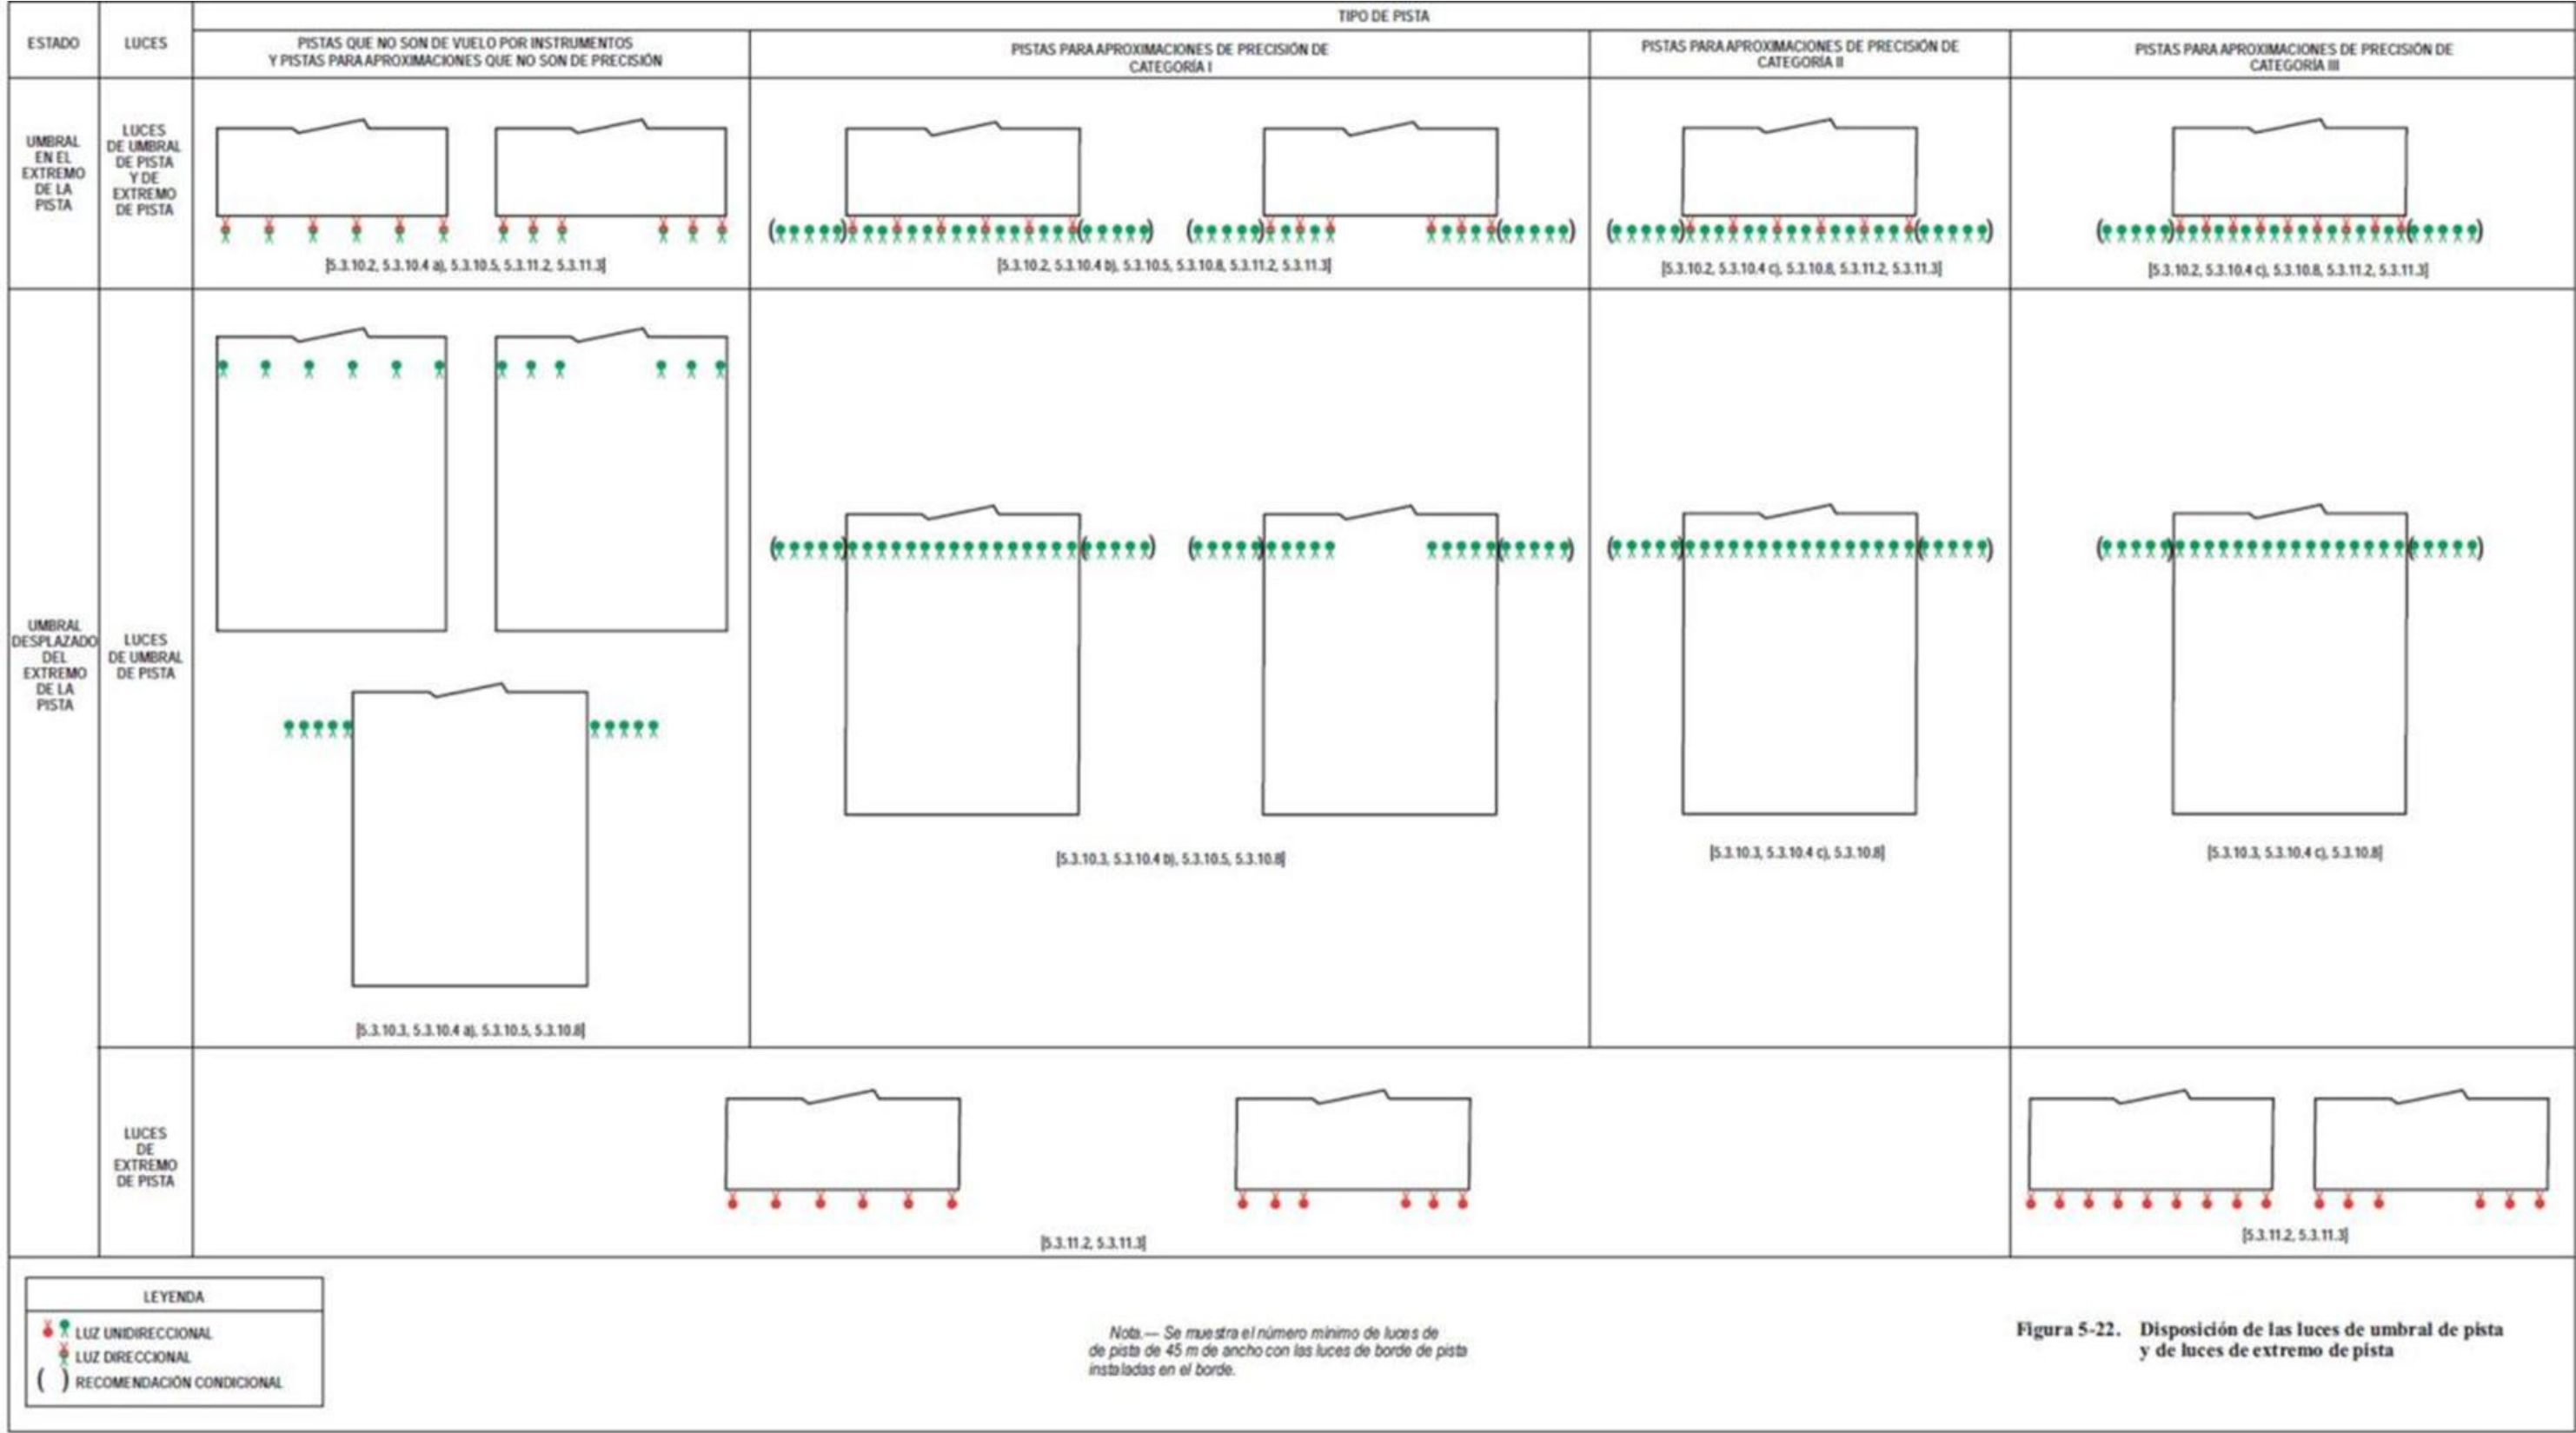 TIPO DE PISTA
ESTADO
LUCES
PISTAS QUE NO SON DE VUELO POR INSTRUMENTOS
Y PISTAS PARA APROXIMACIONES QUE NO SON DE PRECISIÓN
PISTAS PARA APROXIMACIONES DE PRECISIÓN DE
CATEGORÍA I
PISTAS PARA APROXIMACIONES DE PRECISIÓN DE
CATEGORÍA II
PISTAS PARA APROXIMACIONES DE PRECISIÓN DE
CATEGORÍA III
UMBRAL
EN EL
EXTREMO
DE LA
PISTA
LUCES
DE UMBRAL
DE PISTA
Y DE
EXTREMO
DE PISTA
[5.3.10.2, 5.3.10.4 a), 5.3.10.5, 5.3.11.2, 5.3.11.3]
[5.3.10.2, 5.3.10.4 b), 5.3.10.5, 5.3.10.8, 5.3.11.2, 5.3.11.3]
[5.3.10.2, 5.3.10.4 c), 5.3.10.8, 5.3.11.2, 5.3.11.3]
[5.3.10.2, 5.3.10.4 c), 5.3.10.8, 5.3.11.2, 5.3.11.3]
UMBRAL
DESPLAZADO
DEL
EXTREMO
DE LA
PISTA
LUCES
DE UMBRAL
DE PISTA
[5.3.10.3, 5.3.10.4 a), 5.3.10.5, 5.3.10.8]
[5.3.10.3, 5.3.10.4 b), 5.3.10.5, 5.3.10.8]
[5.3.10.3, 5.3.10.4 c), 5.3.10.8]
[5.3.10.3, 5.3.10.4 c), 5.3.10.8]
LUCES
DE
EXTREMO
DE PISTA
[5.3.11.2, 5.3.11.3]
[5.3.11.2, 5.3.11.3]
LEYENDA
LUZ UNIDIRECCIONAL
LUZ DIRECCIONAL
( ) RECOMENDACIÓN CONDICIONAL
Nota.— Se muestra el número mínimo de luces de
de pista de 45 m de ancho con las luces de borde de pista
instaladas en el borde.
Figura 5-22. Disposición de las luces de umbral de pista
y de luces de extremo de pista